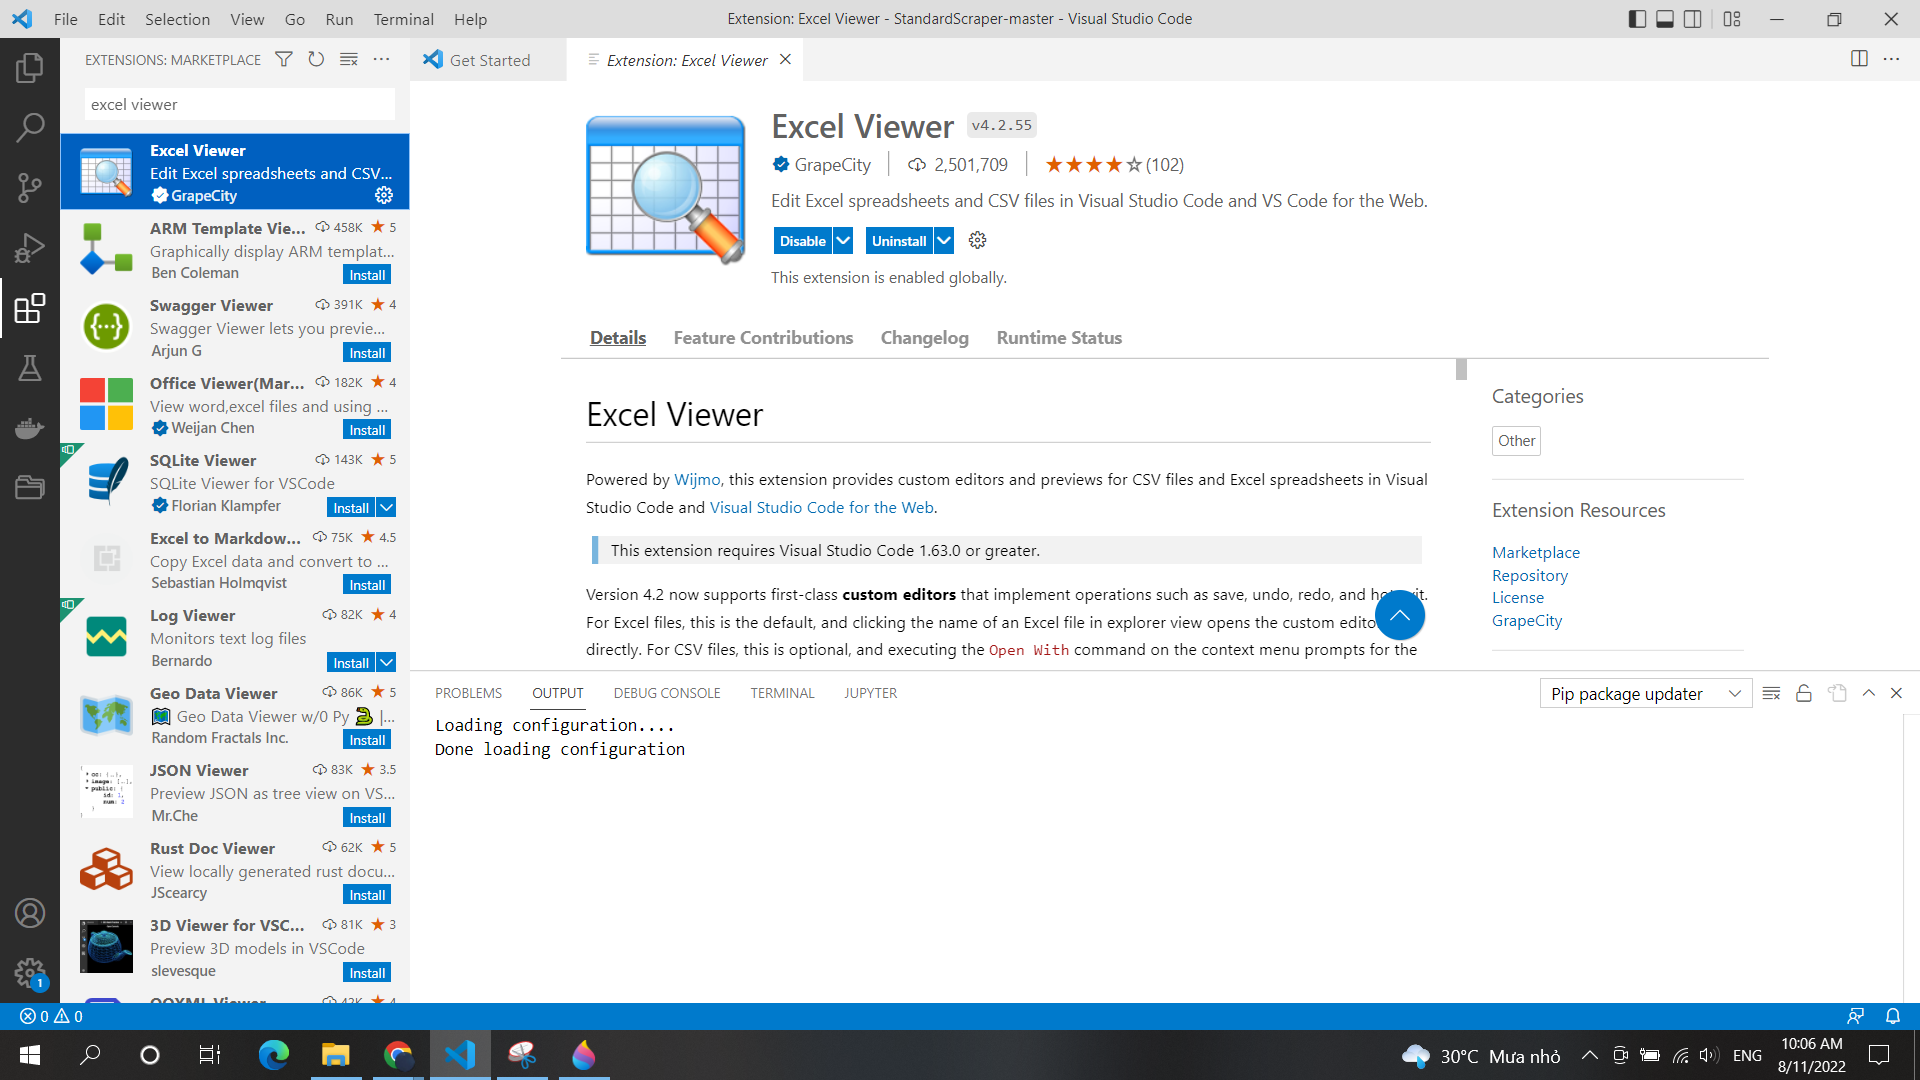 File Edit Selection View Go Run Terminal Help
Extension: Excel Viewer - StandardScraper-master - Visual Studio Code
EXTENSIONS: MARKETPLACE
excel viewer
Excel Viewer
Edit Excel spreadsheets and CSV...
GrapeCity
ARM Template Vie... 458K 5
Graphically display ARM templat...
Ben Coleman Install
Swagger Viewer 391K 4
Swagger Viewer lets you previe...
Arjun G Install
Office Viewer(Mar... 182K 4
View word,excel files and using ...
Weijan Chen Install
SQLite Viewer 143K 5
SQLite Viewer for VSCode
Florian Klampfer Install
Excel to Markdow... 75K 4.5
Copy Excel data and convert to ...
Sebastian Holmqvist Install
Log Viewer 82K 4
Monitors text log files
Bernardo Install
Geo Data Viewer 86K 5
Geo Data Viewer w/0 Py |...
Random Fractals Inc. Install
JSON Viewer 83K 3.5
Preview JSON as tree view on VS...
Mr.Che Install
Rust Doc Viewer 62K 5
View locally generated rust docu...
JScearcy Install
3D Viewer for VSC... 81K 3
Preview 3D models in VSCode
slevesque Install
OOXML Viewer 42K 4
Get Started
Extension: Excel Viewer
Excel Viewer v4.2.55
GrapeCity 2,501,709 (102)
Edit Excel spreadsheets and CSV files in Visual Studio Code and VS Code for the Web.
Disable Uninstall
This extension is enabled globally.
Details Feature Contributions Changelog Runtime Status
Excel Viewer
Powered by Wijmo, this extension provides custom editors and previews for CSV files and Excel spreadsheets in Visual
Studio Code and Visual Studio Code for the Web.
This extension requires Visual Studio Code 1.63.0 or greater.
Version 4.2 now supports first-class custom editors that implement operations such as save, undo, redo, and
For Excel files, this is the default, and clicking the name of an Excel file in explorer view opens the custom
directly. For CSV files, this is optional, and executing the Open With command on the context menu prompts for the
Categories
Other
Extension Resources
Marketplace
Repository
License
GrapeCity
PROBLEMS OUTPUT DEBUG CONSOLE TERMINAL JUPYTER
Pip package updater
Loading configuration....
Done loading configuration
1
0 0
30°C Mưa nhỏ
ENG
10:06 AM
8/11/2022